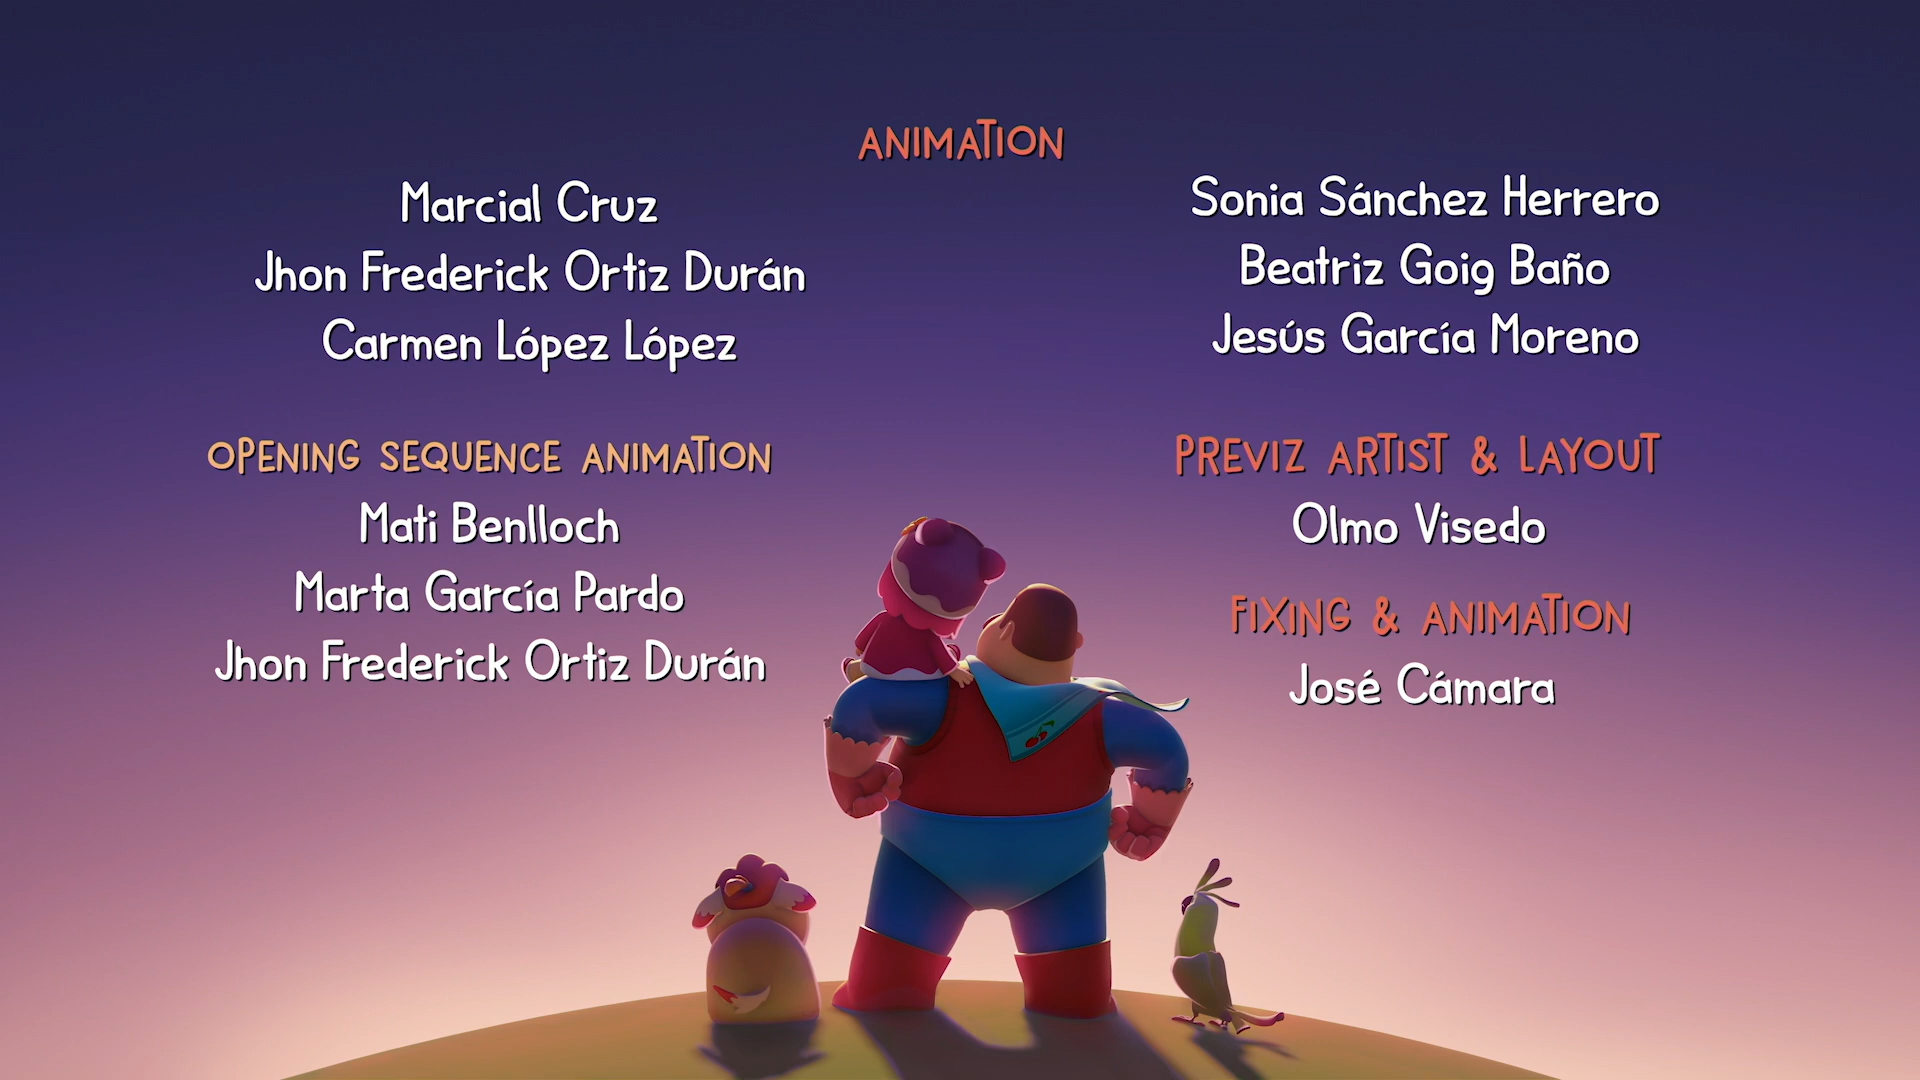 ANIMATION
Marcial Cruz
Jhon Frederick Ortiz Durán
Carmen López López
Sonia Sánchez Herrero
Beatriz Goig Baño
Jesús García Moreno
OPENING SEQUENCE ANIMATION
Mati Benlloch
Marta García Pardo
Jhon Frederick Ortiz Durán
PREVIZ ARTIST & LAYOUT
Olmo Visedo
FIXING & ANIMATION
José Cámara